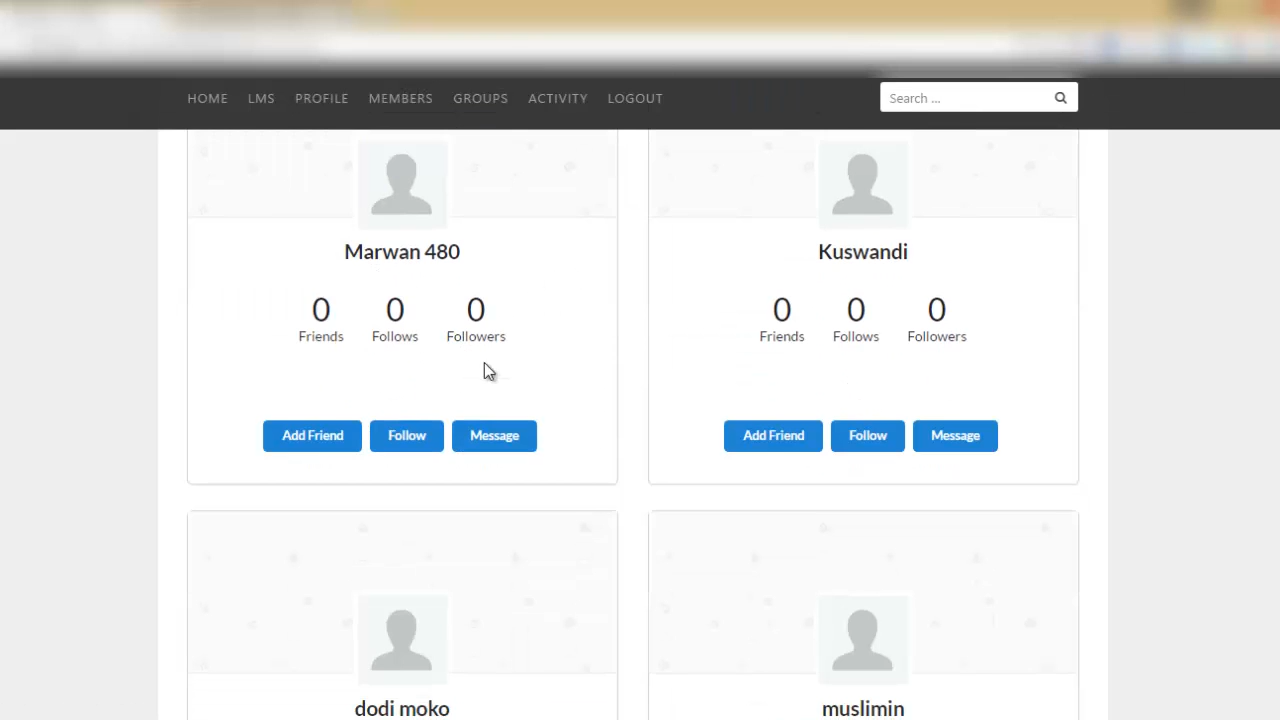 HOME LMS PROFILE MEMBERS GROUPS ACTIVITY LOGOUT Search ...
Marwan 480
0 0 0
Friends Follows Followers
Add Friend Follow Message
Kuswandi
0 0 0
Friends Follows Followers
Add Friend Follow Message
dodi moko
muslimin